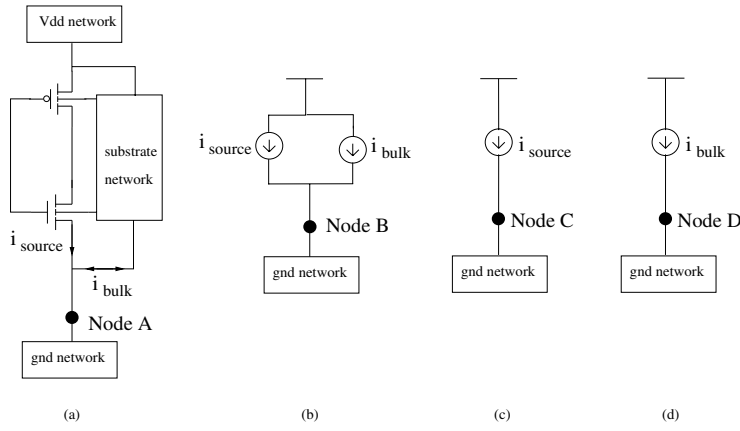 Vdd network
substrate
network
i source
i bulk
Node A
gnd network
(a)
i source
i bulk
Node B
gnd network
(b)
i source
Node C
gnd network
(c)
i bulk
Node D
gnd network
(d)